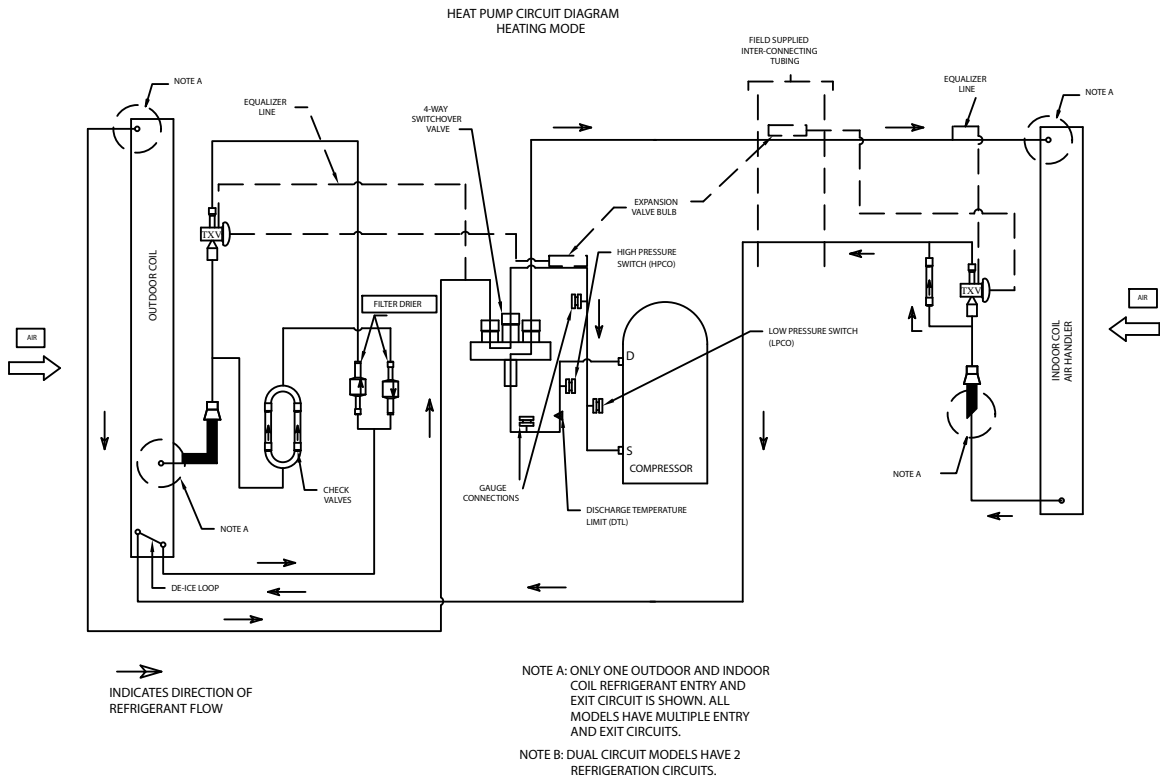 HEAT PUMP CIRCUIT DIAGRAM
HEATING MODE
FIELD SUPPLIED
INTER-CONNECTING
TUBING
NOTE A
EQUALIZER
LINE
4-WAY
SWITCHOVER
VALVE
EQUALIZER
LINE
NOTE A
EXPANSION
VALVE BULB
TXV
HIGH PRESSURE
SWITCH (HPCO)
OUTDOOR COIL
FILTER DRIER
TXV
AIR
AIR
LOW PRESSURE SWITCH
(LPCO)
D
INDOOR COIL
AIR HANDLER
S
COMPRESSOR
NOTE A
CHECK
VALVES
GAUGE
CONNECTIONS
DISCHARGE TEMPERATURE
LIMIT (DTL)
NOTE A
DE-ICE LOOP
INDICATES DIRECTION OF
REFRIGERANT FLOW
NOTE A: ONLY ONE OUTDOOR AND INDOOR
COIL REFRIGERANT ENTRY AND
EXIT CIRCUIT IS SHOWN. ALL
MODELS HAVE MULTIPLE ENTRY
AND EXIT CIRCUITS.
NOTE B: DUAL CIRCUIT MODELS HAVE 2
REFRIGERATION CIRCUITS.